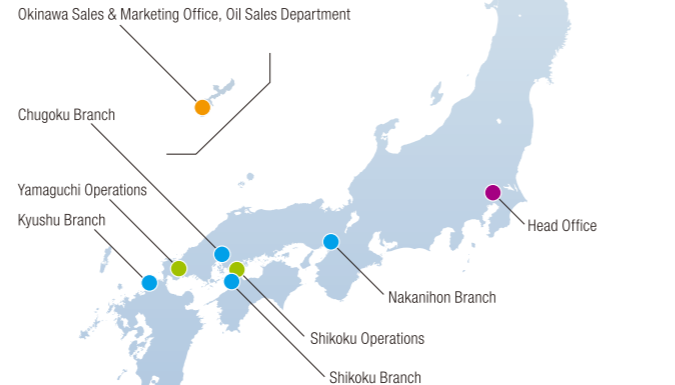 Okinawa Sales & Marketing Office, Oil Sales Department
Chugoku Branch
Yamaguchi Operations
Kyushu Branch
Head Office
Nakanihon Branch
Shikoku Operations
Shikoku Branch